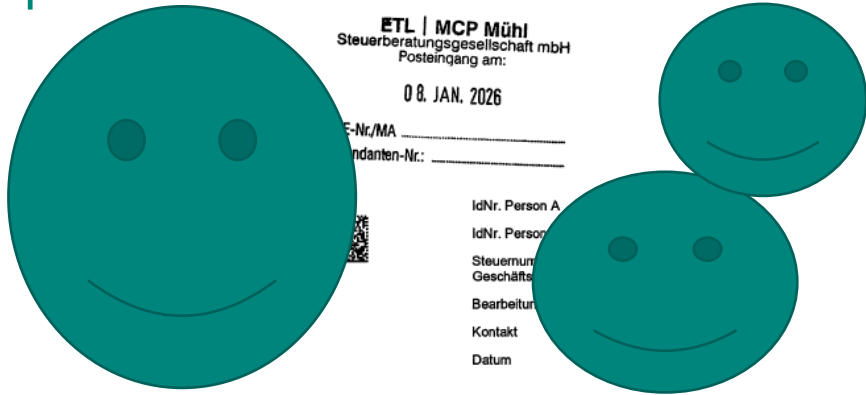 ETL | MCP Mühl
Steuerberatungsgesellschaft mbH
Posteingang am:
08. JAN. 2026
E-Nr./MA
ndanten-Nr.:
IdNr. Person A
IdNr. Person
Steuernum
Geschäfts
Bearbeitun
Kontakt
Datum